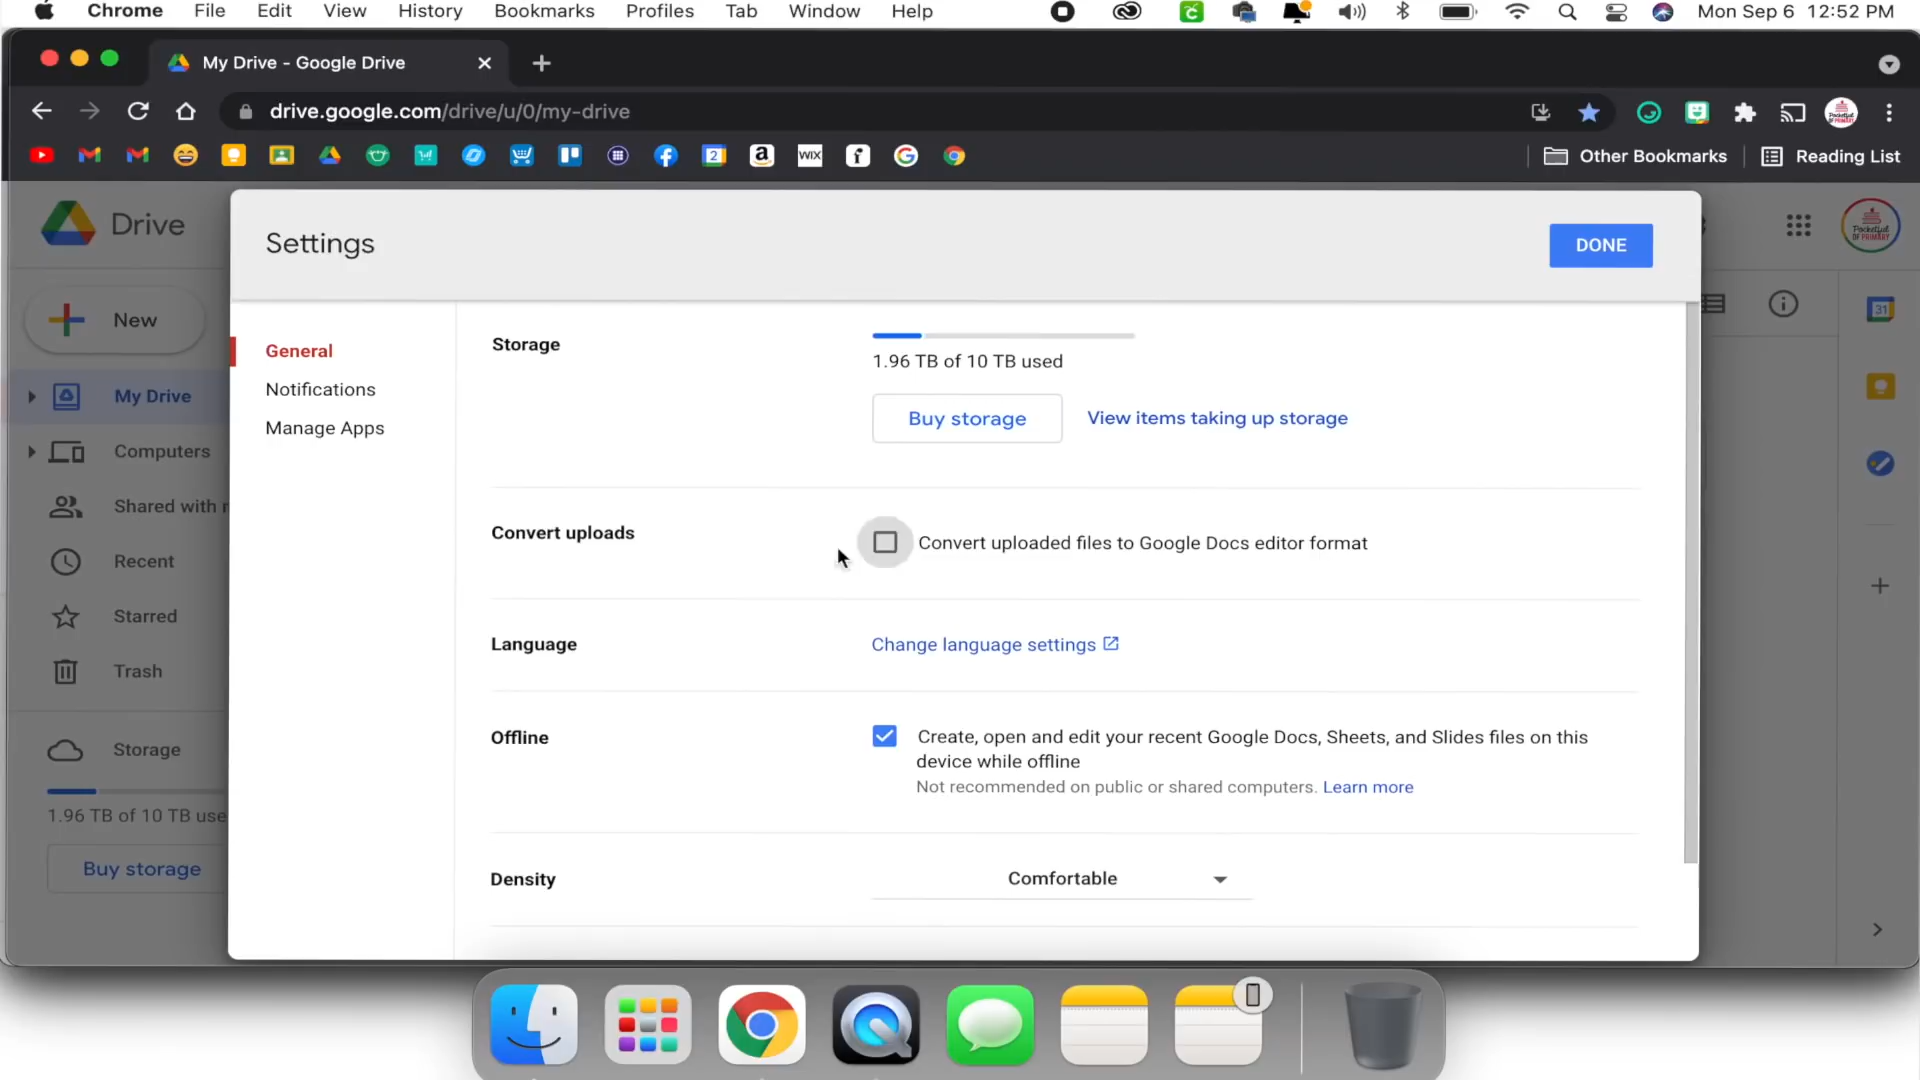 Chrome File Edit View History Bookmarks Profiles Tab Window Help Mon Sep 6 12:52 PM
My Drive - Google Drive
drive.google.com/drive/u/0/my-drive
2 a WIX f G Other Bookmarks Reading List
Drive
Settings
DONE
Pocketful
OF PRIMARY
New
General
Notifications
Manage Apps
Storage
1.96 TB of 10 TB used
Buy storage View items taking up storage
31
My Drive
Computers
Shared with
Recent
Starred
Trash
Convert uploads
Convert uploaded files to Google Docs editor format
Language
Change language settings
Offline
Create, open and edit your recent Google Docs, Sheets, and Slides files on this
device while offline
Not recommended on public or shared computers. Learn more
Storage
1.96 TB of 10 TB use
Buy storage
Density
Comfortable